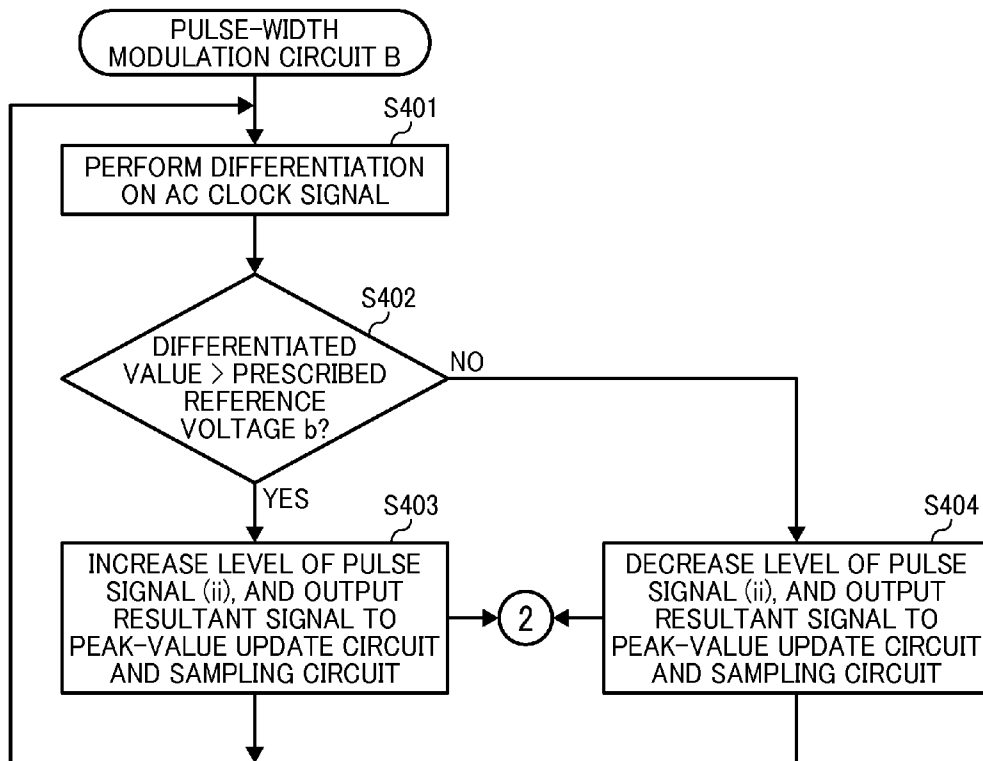 PULSE-WIDTH
MODULATION CIRCUIT B
S401
PERFORM DIFFERENTIATION
ON AC CLOCK SIGNAL
S402
DIFFERENTIATED
VALUE > PRESCRIBED
REFERENCE
VOLTAGE b?
NO
YES
S403
INCREASE LEVEL OF PULSE
SIGNAL (ii), AND OUTPUT
RESULTANT SIGNAL TO
PEAK-VALUE UPDATE CIRCUIT
AND SAMPLING CIRCUIT
2
S404
DECREASE LEVEL OF PULSE
SIGNAL (ii), AND OUTPUT
RESULTANT SIGNAL TO
PEAK-VALUE UPDATE CIRCUIT
AND SAMPLING CIRCUIT